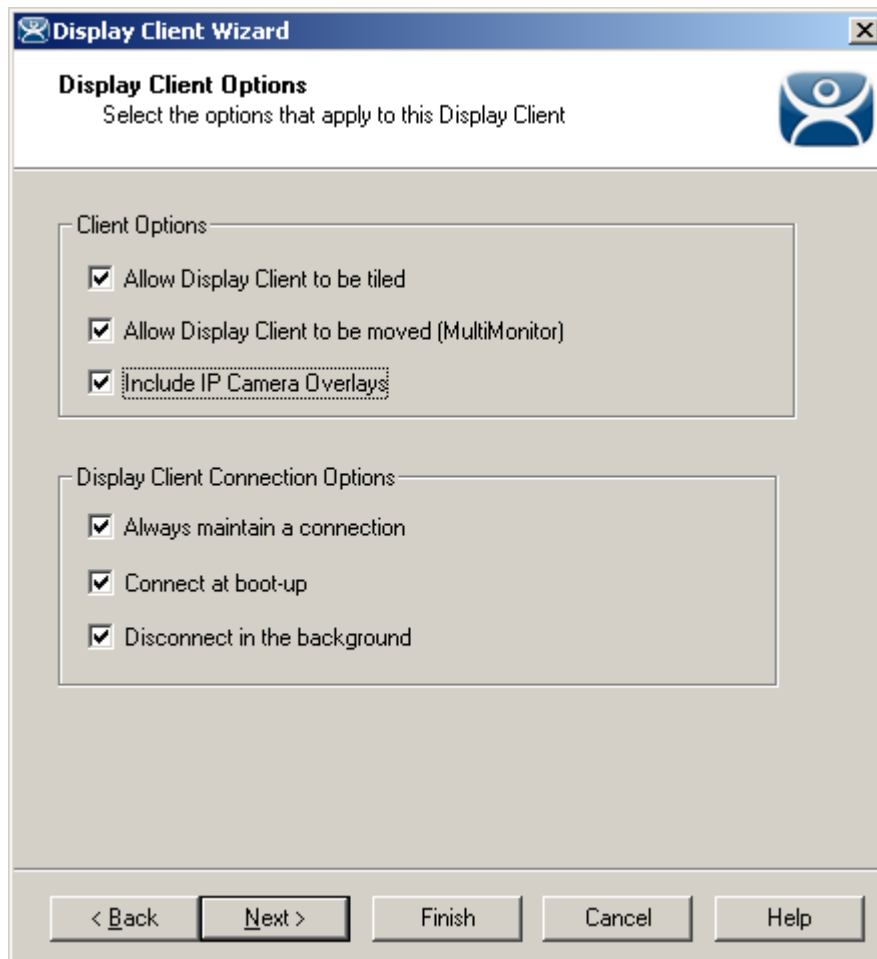 Display Client Wizard
Display Client Options
Select the options that apply to this Display Client
Client Options
Allow Display Client to be tiled
Allow Display Client to be moved (MultiMonitor)
Include IP Camera Overlays
Display Client Connection Options
Always maintain a connection
Connect at boot-up
Disconnect in the background
< Back Next > Finish Cancel Help